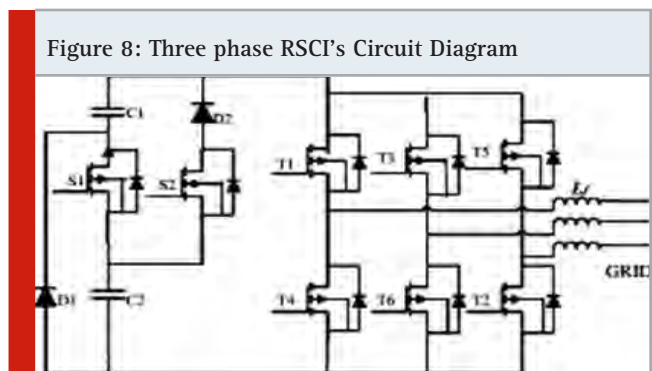 Figure 8: Three phase RSCI's Circuit Diagram
C1
D2
S1
S2
T1
T3
T5
Lf
GRID
D1
C2
T4
T6
T2